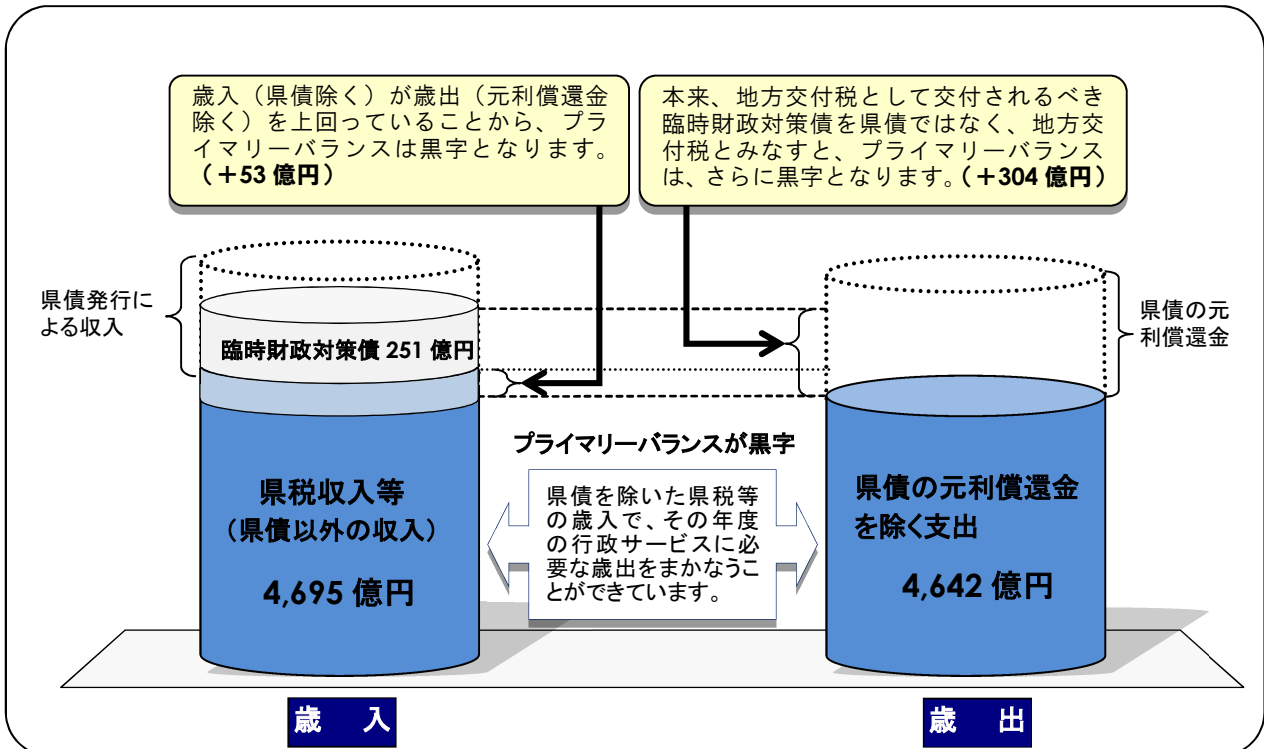 歳入（県債除く）が歳出（元利償還金
除く）を上回っていることから、プラ
イマリーバランスは黒字となります。
（＋53 億円）
本来、地方交付税として交付されるべき
臨時財政対策債を県債ではなく、地方交
付税とみなすと、プライマリーバランス
は、さらに黒字となります。（＋304 億円）
県債発行に
よる収入
臨時財政対策債 251 億円
県債の元
利償還金
プライマリーバランスが黒字
県税収入等
（県債以外の収入）
4,695 億円
県債を除いた県税等
の歳入で、その年度
の行政サービスに必
要な歳出をまかなうこ
とができています。
県債の元利償還金
を除く支出
4,642 億円
歳　入
歳　出